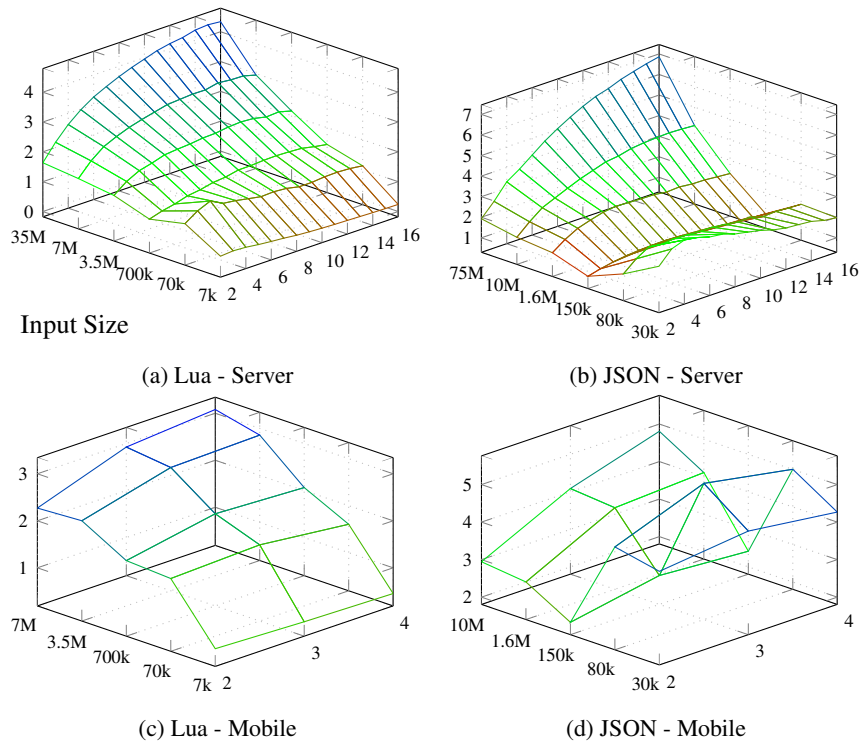 4
3
2
1
0
35M
7M
3.5M
700k
70k
7k
2
4
6
8
10
12
14
16
Input Size
(a) Lua - Server
7
6
5
4
3
2
1
75M
10M
1.6M
150k
80k
30k
2
4
6
8
10
12
14
16
(b) JSON - Server
3
2
1
7M
3.5M
700k
70k
7k
2
3
4
(c) Lua - Mobile
5
4
3
2
10M
1.6M
150k
80k
30k
2
3
4
(d) JSON - Mobile